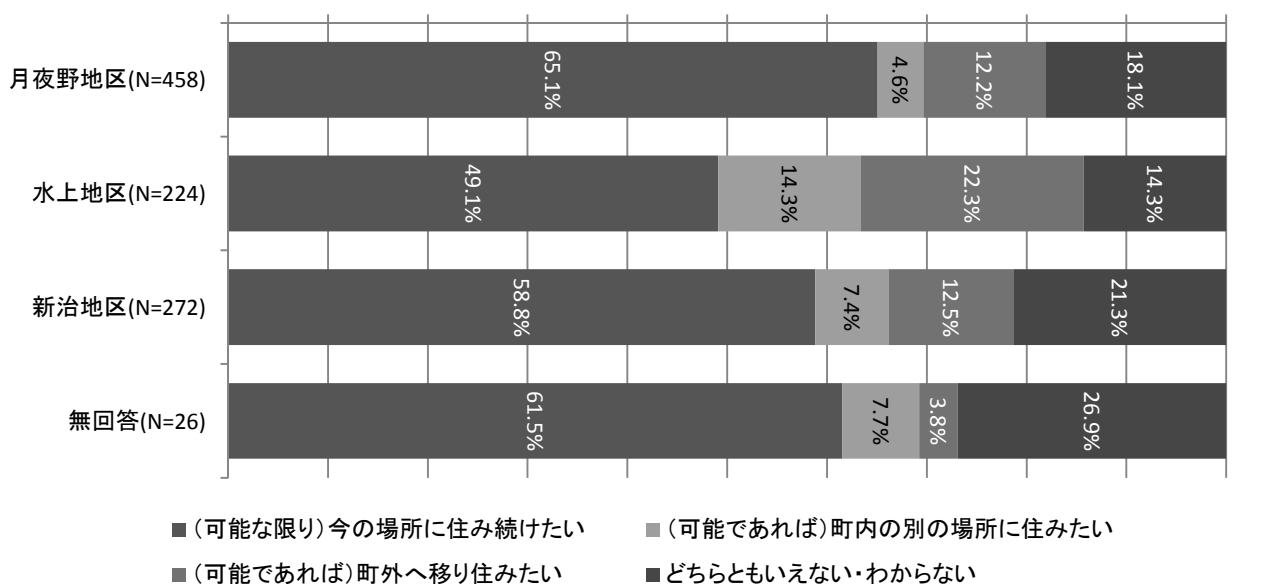 月夜野地区(N=458)
65.1%
4.6%
12.2%
18.1%
水上地区(N=224)
49.1%
14.3%
22.3%
14.3%
新治地区(N=272)
58.8%
7.4%
12.5%
21.3%
無回答(N=26)
61.5%
7.7%
3.8%
26.9%
(可能な限り)今の場所に住み続けたい
(可能であれば)町内の別の場所に住みたい
(可能であれば)町外へ移り住みたい
どちらともいえない・わからない